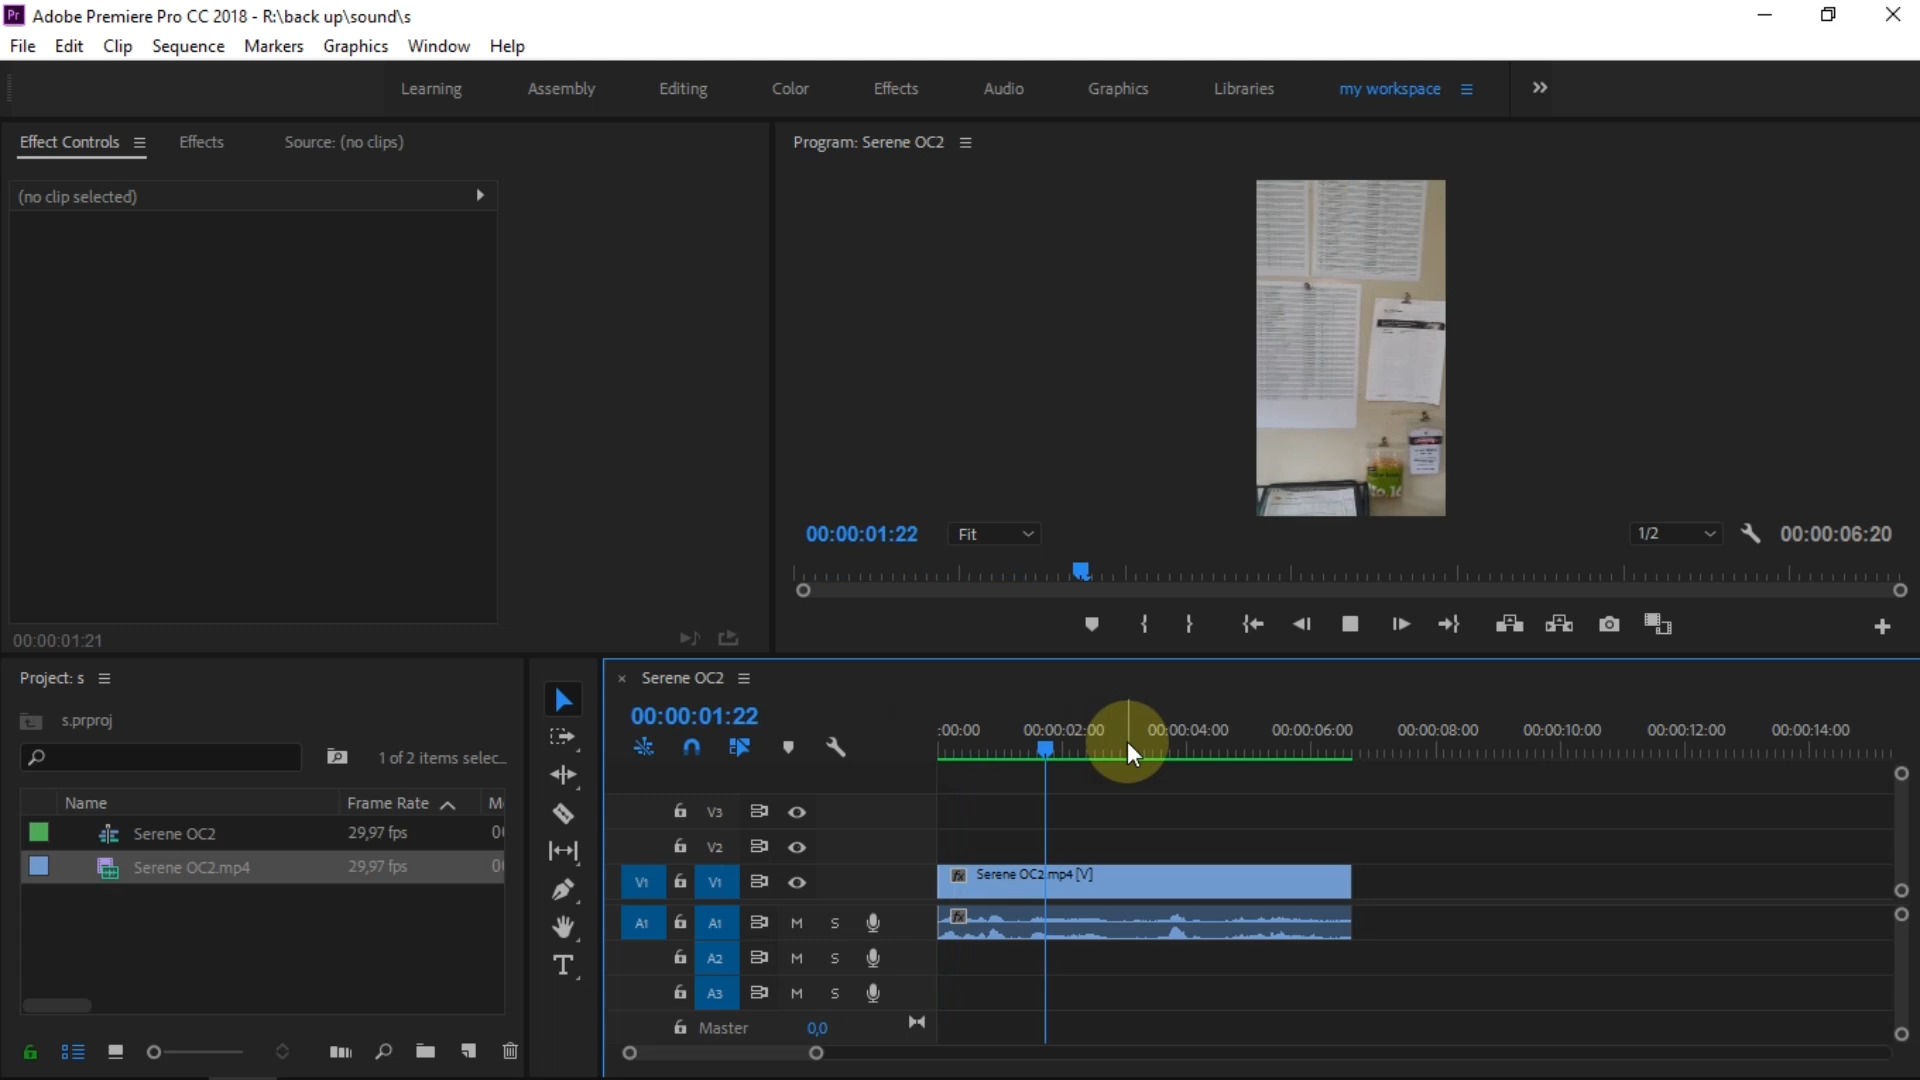 Pr Adobe Premiere Pro CC 2018 - R:\back up\sound\s
File Edit Clip Sequence Markers Graphics Window Help
Learning Assembly Editing Color Effects Audio Graphics Libraries my workspace
Effect Controls Effects Source: (no clips) Program: Serene OC2
(no clip selected)
00:00:01:22 Fit 1/2 00:00:06:20
00:00:01:21
Project: s Serene OC2
s.prproj 00:00:01:22
:00:00 00:00:02:00 00:00:04:00 00:00:06:00 00:00:08:00 00:00:10:00 00:00:12:00 00:00:14:00
1 of 2 items selec...
Name Frame Rate M
Serene OC2 29,97 fps 00
Serene OC2.mp4 29,97 fps 00
V3
V2
V1 V1 fx Serene OC2.mp4 [V]
A1 A1 M S fx
A2 M S
A3 M S
Master 0,0